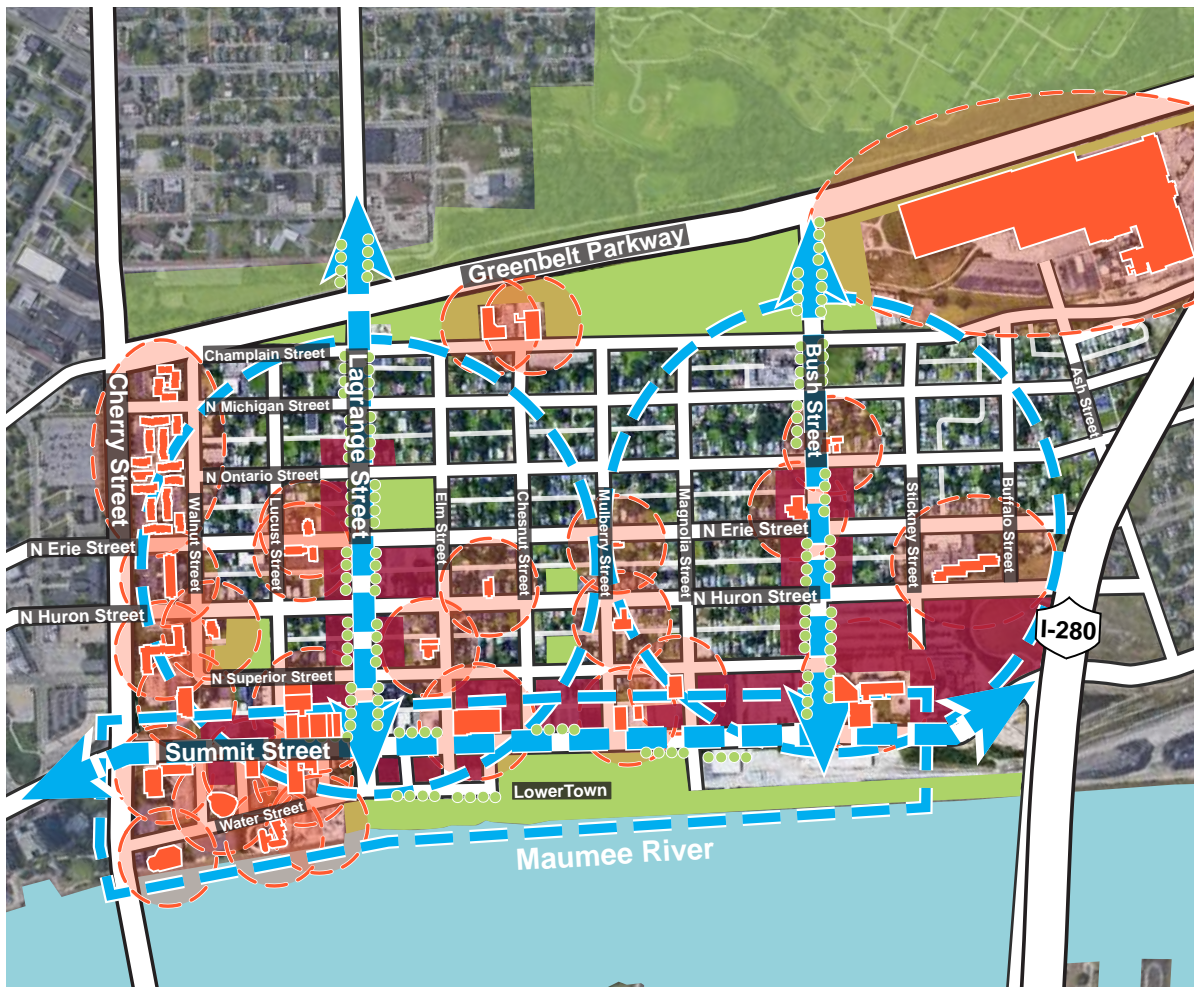 Greenbelt Parkway
Champlain Street
N Michigan Street
N Ontario Street
N Erie Street
N Erie Street
N Huron Street
N Huron Street
N Superior Street
Summit Street
Water Street
LowerTown
Maumee River
Cherry Street
Walnut Street
Locust Street
Lagrange Street
Elm Street
Chesnut Street
Mulberry Street
Magnolia Street
Bush Street
Stickney Street
Buffalo Street
Ash Street
I-280